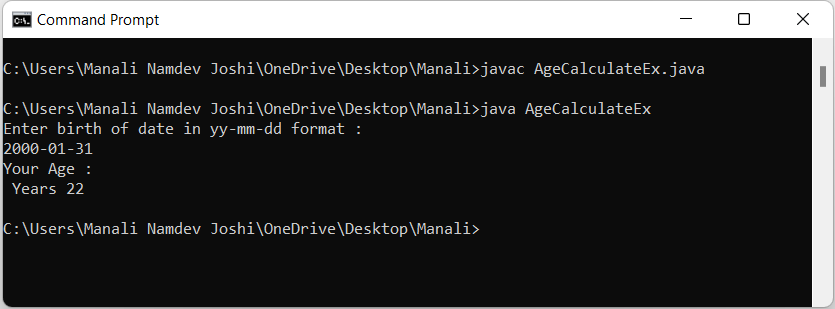 Command Prompt
C:\Users\Manali Namdev Joshi\OneDrive\Desktop\Manali>javac AgeCalculateEx.java
C:\Users\Manali Namdev Joshi\OneDrive\Desktop\Manali>java AgeCalculateEx
Enter birth of date in yy-mm-dd format :
2000-01-31
Your Age :
 Years 22
C:\Users\Manali Namdev Joshi\OneDrive\Desktop\Manali>